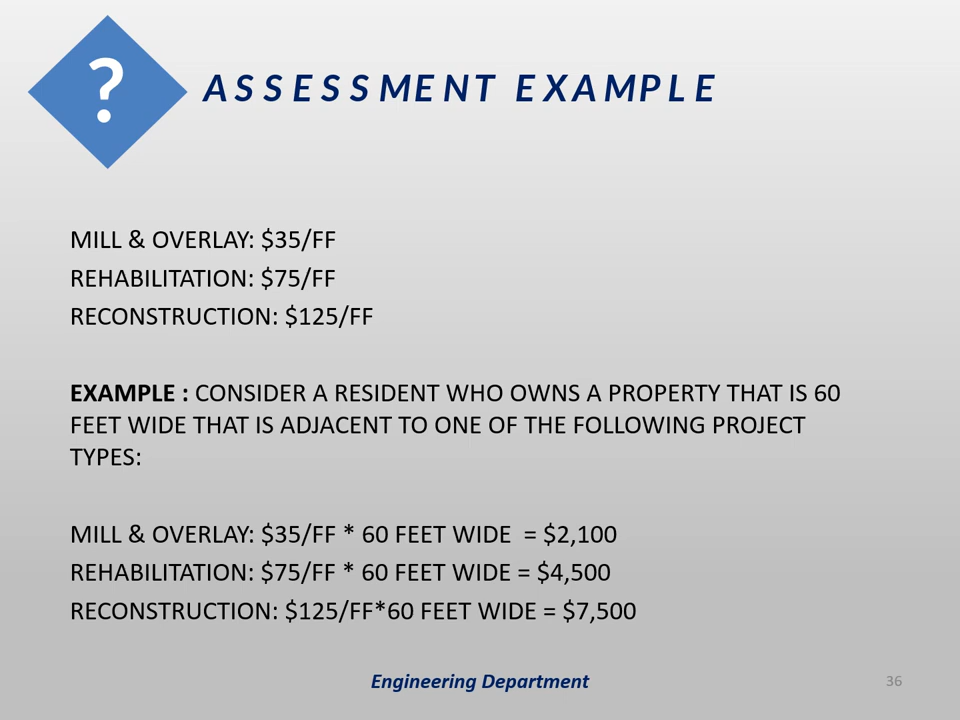 ?
ASSESSMENT EXAMPLE
MILL & OVERLAY: $35/FF
REHABILITATION: $75/FF
RECONSTRUCTION: $125/FF
EXAMPLE : CONSIDER A RESIDENT WHO OWNS A PROPERTY THAT IS 60
FEET WIDE THAT IS ADJACENT TO ONE OF THE FOLLOWING PROJECT
TYPES:
MILL & OVERLAY: $35/FF * 60 FEET WIDE = $2,100
REHABILITATION: $75/FF * 60 FEET WIDE = $4,500
RECONSTRUCTION: $125/FF*60 FEET WIDE = $7,500
Engineering Department
36